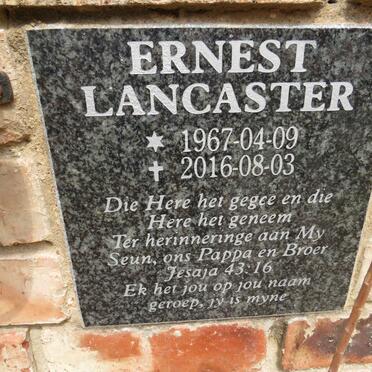 ERNEST
LANCASTER
* 1967-04-09
✝ 2016-08-03
Die Here het gegee en die
Here het geneem
Ter herinneringe aan My
Seun, ons Pappa en Broer
Jesaja 43:16
Ek het jou op jou naam
geroep, jy is myne